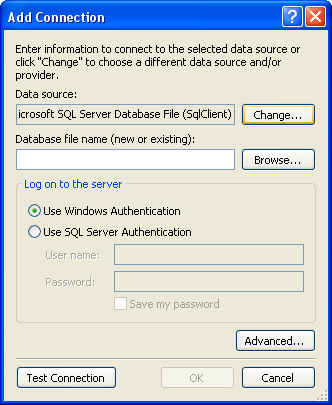 Add Connection
Enter information to connect to the selected data source or
click "Change" to choose a different data source and/or
provider.
Data source:
icrosoft SQL Server Database File (SqlClient)
Change...
Database file name (new or existing):
Browse...
Log on to the server
Use Windows Authentication
Use SQL Server Authentication
User name:
Password:
Save my password
Advanced...
Test Connection
OK
Cancel